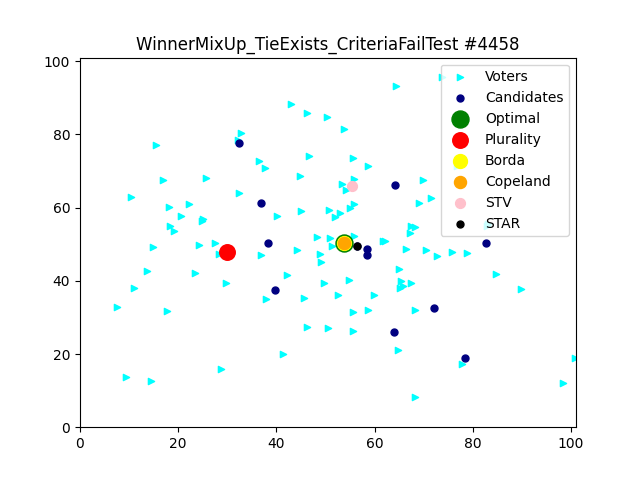 WinnerMixUp_TieExists_CriteriaFailTest #4458
100
80
60
40
20
0
0 20 40 60 80 100
Voters
Candidates
Optimal
Plurality
Borda
Copeland
STV
STAR